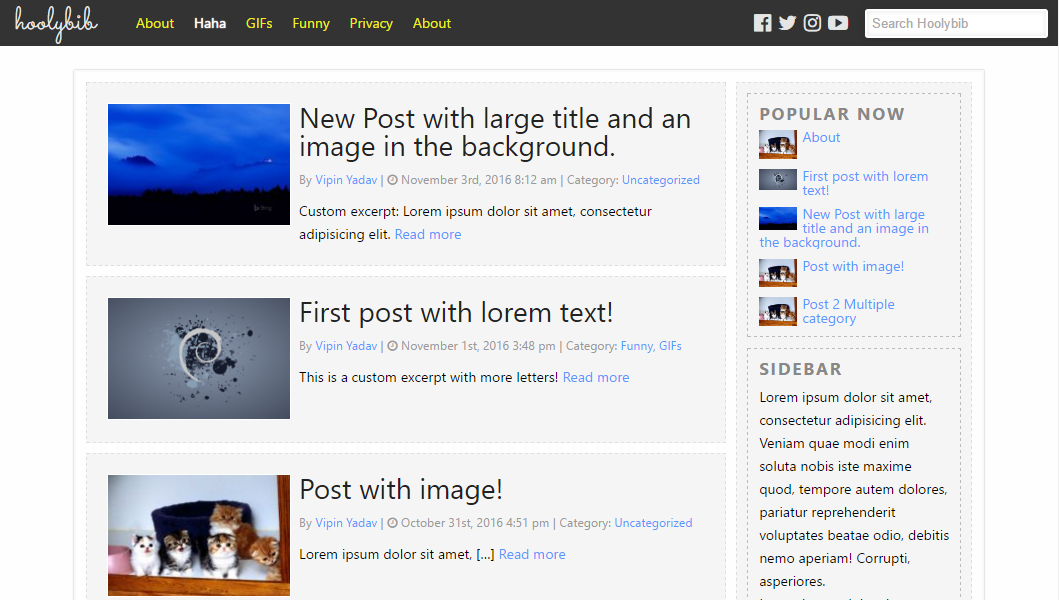 hoolybib
About Haha GIFs Funny Privacy About
Search Hoolybib
New Post with large title and an
image in the background.
By Vipin Yadav | November 3rd, 2016 8:12 am | Category: Uncategorized
Custom excerpt: Lorem ipsum dolor sit amet, consectetur
adipisicing elit. Read more
First post with lorem text!
By Vipin Yadav | November 1st, 2016 3:48 pm | Category: Funny, GIFs
This is a custom excerpt with more letters! Read more
Post with image!
By Vipin Yadav | October 31st, 2016 4:51 pm | Category: Uncategorized
Lorem ipsum dolor sit amet, [...] Read more
POPULAR NOW
About
First post with lorem
text!
New Post with large
title and an image in
the background.
Post with image!
Post 2 Multiple
category
SIDEBAR
Lorem ipsum dolor sit amet,
consectetur adipisicing elit.
Veniam quae modi enim
soluta nobis iste maxime
quod, tempore autem dolores,
pariatur reprehenderit
voluptates beatae odio, debitis
nemo aperiam! Corrupti,
asperiores.